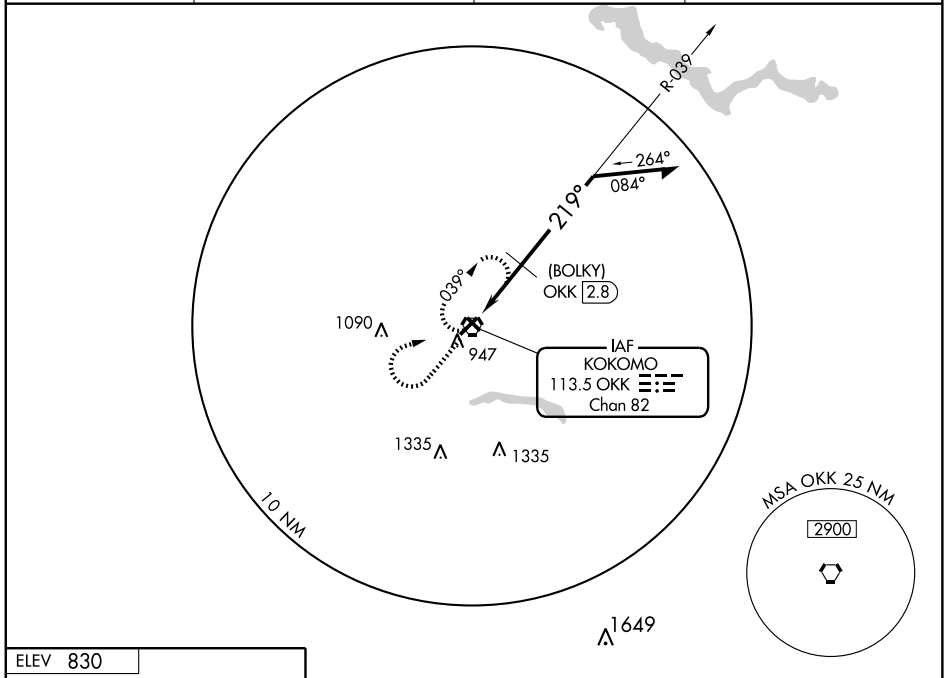 R-039
264°
084°
219°
(BOLKY)
OKK 2.8
039°
1090
947
IAF
KOKOMO
113.5 OKK
Chan 82
1335
1335
10 NM
MSA OKK 25 NM
2900
1649
ELEV 830